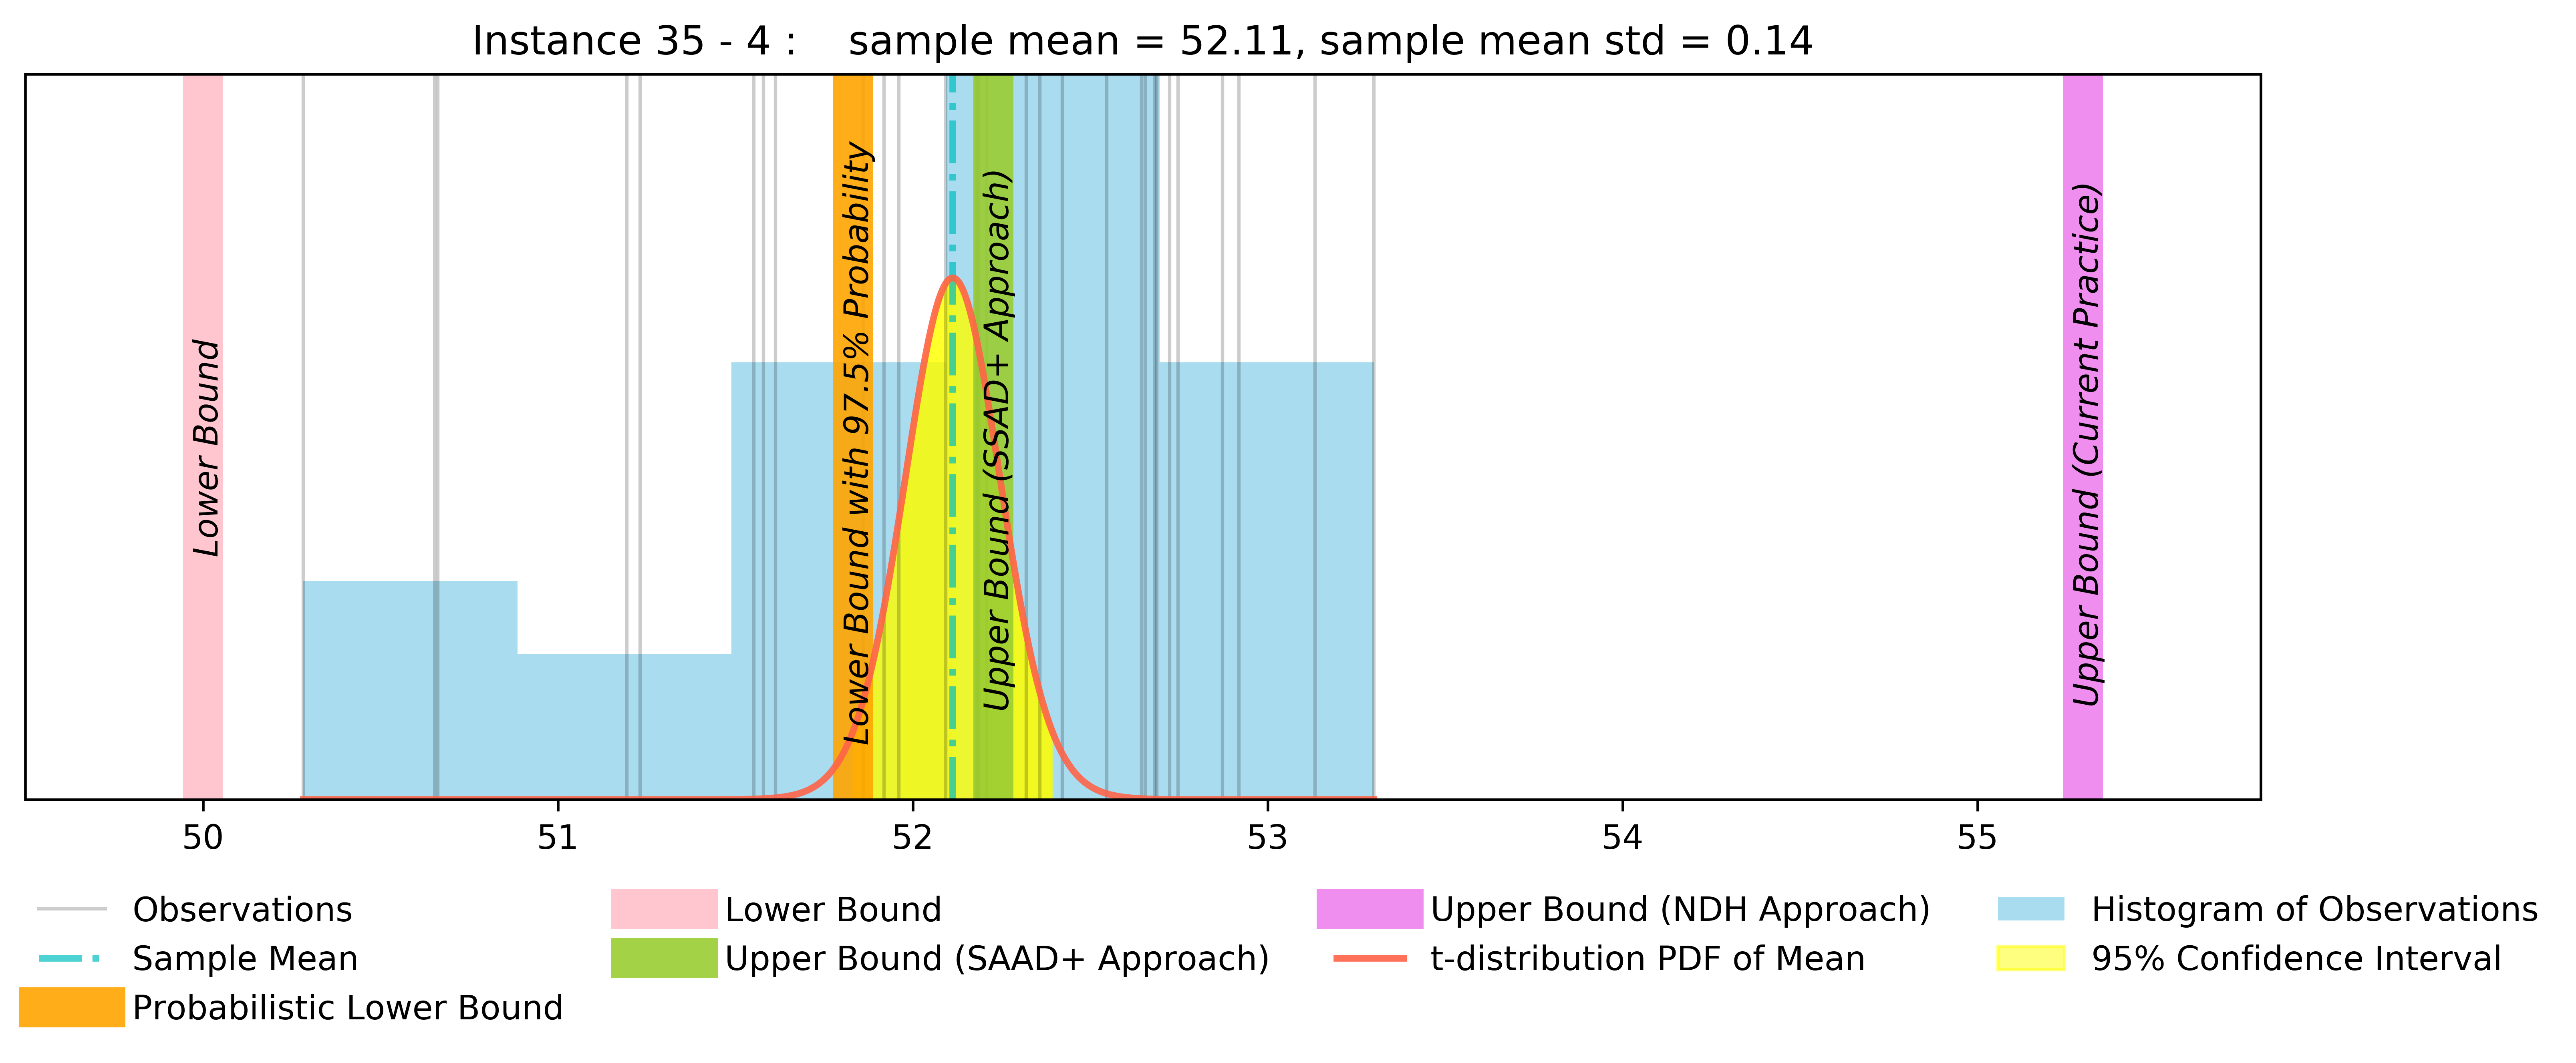 Instance 35 - 4 :    sample mean = 52.11, sample mean std = 0.14
Lower Bound
Lower Bound with 97.5% Probability
Upper Bound (SSAD+ Approach)
Upper Bound (Current Practice)
50 51 52 53 54 55
Observations
Sample Mean
Probabilistic Lower Bound
Lower Bound
Upper Bound (SAAD+ Approach)
Upper Bound (NDH Approach)
t-distribution PDF of Mean
Histogram of Observations
95% Confidence Interval